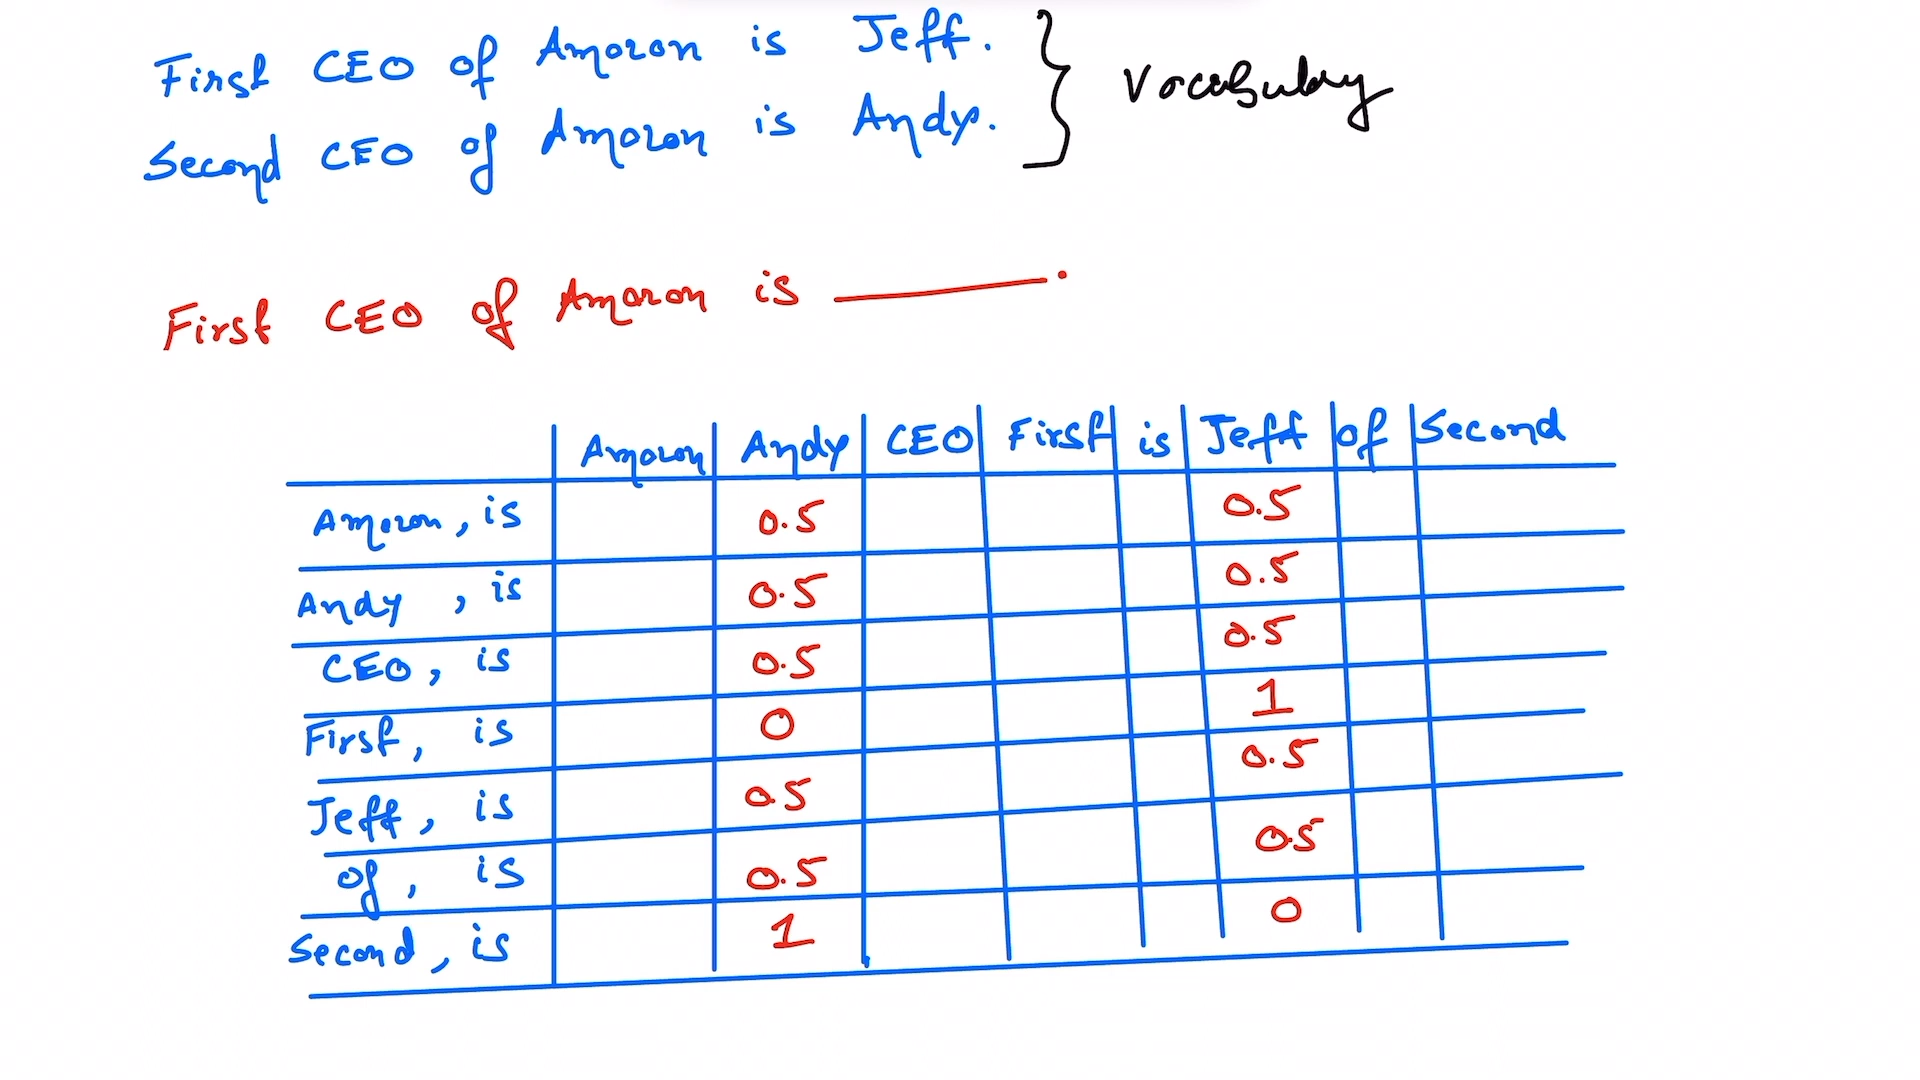 First CEO of Amazon is Jeff.
Second CEO of Amazon is Andy.
Vocabulary
First CEO of Amazon is ______.
Amazon Andy CEO First is Jeff of Second
Amazon, is 0.5 0.5
Andy, is 0.5 0.5
CEO, is 0.5 0.5
First, is 0 1
Jeff, is 0.5 0.5
of, is 0.5 0.5
Second, is 1 0